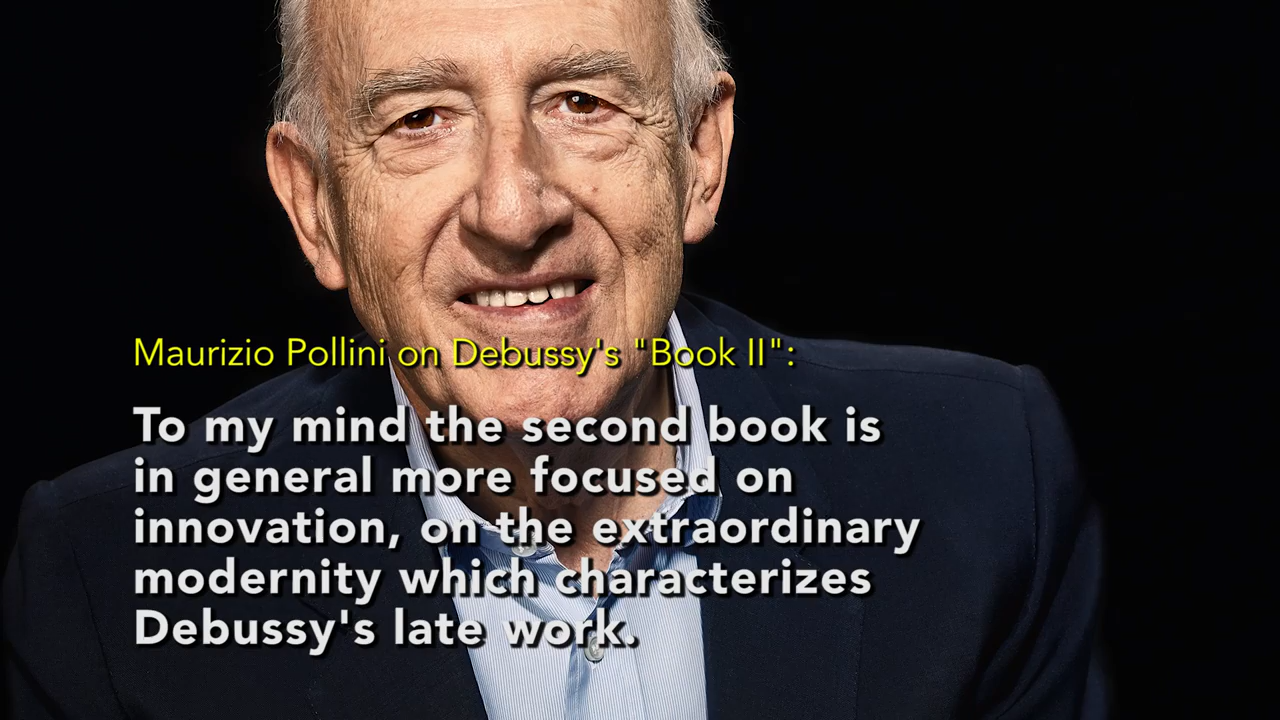 Maurizio Pollini on Debussy's "Book II":
To my mind the second book is
in general more focused on
innovation, on the extraordinary
modernity which characterizes
Debussy's late work.